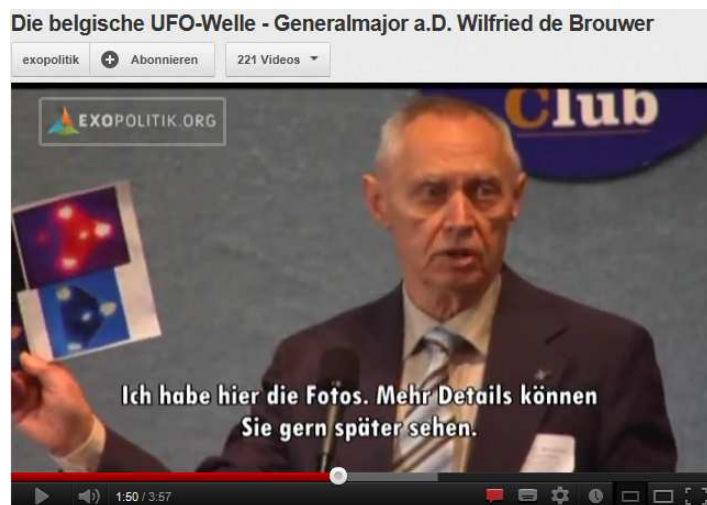 Die belgische UFO-Welle - Generalmajor a.D. Wilfried de Brouwer
exopolitik Abonnieren 221 Videos
EXOPOLITIK.ORG
Club
Ich habe hier die Fotos. Mehr Details können
Sie gern später sehen.
1:50 / 3:57